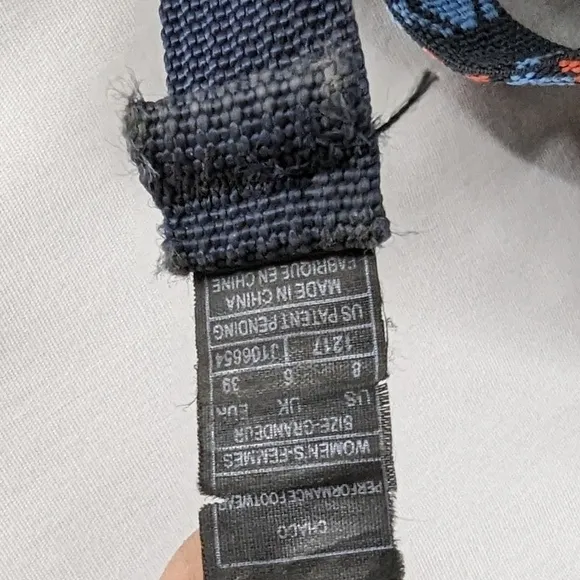 CHACO
PERFORMANCE FOOTWEAR
WOMEN'S-FEMMES
SIZE-GRANDEUR
US UK EUR
8 6 39
1217 J106654
US PATENT PENDING
MADE IN CHINA
FABRIQUE EN CHINE